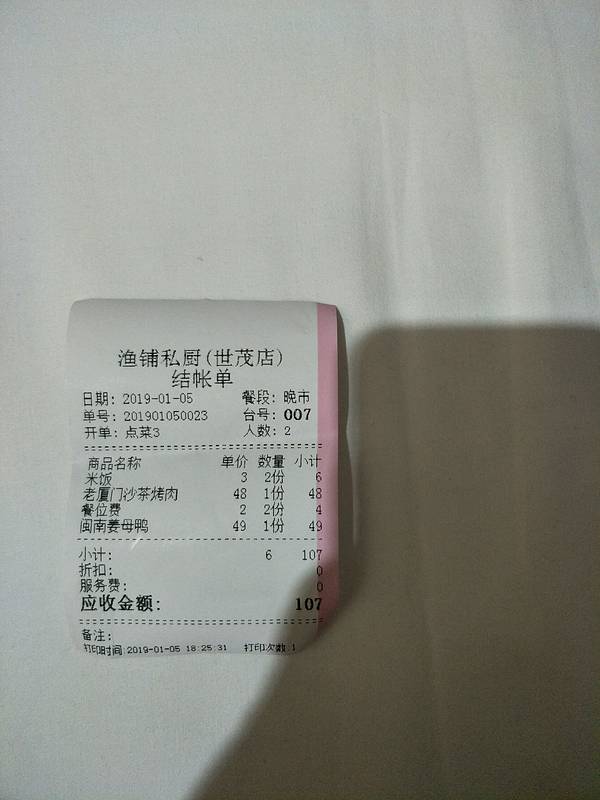 渔铺私厨(世茂店)
结帐单
日期: 2019-01-05 餐段: 晚市
单号: 201901050023 台号: 007
开单: 点菜3 人数: 2
商品名称 单价 数量 小计
米饭 3 2份 6
老厦门沙茶烤肉 48 1份 48
餐位费 2 2份 4
闽南姜母鸭 49 1份 49
小计: 6 107
折扣: 0
服务费: 0
应收金额: 107
备注:
打印时间:2019-01-05 18:25:31 打印次数:1